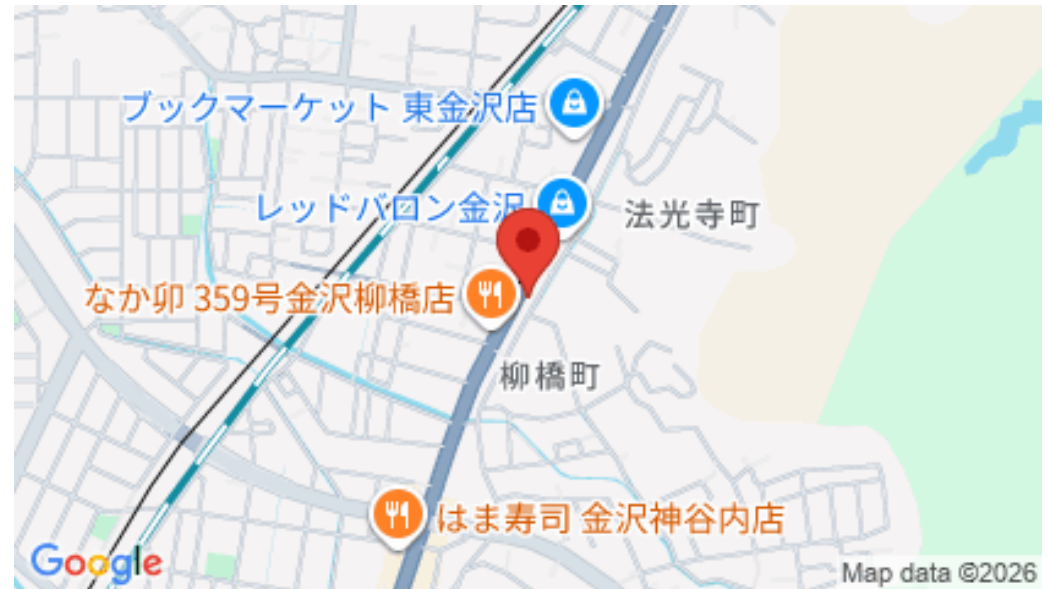 ブックマーケット 東金沢店
レッドバロン金沢
法光寺町
なか卯 359号金沢柳橋店
柳橋町
はま寿司 金沢神谷内店
Google
Map data ©2026